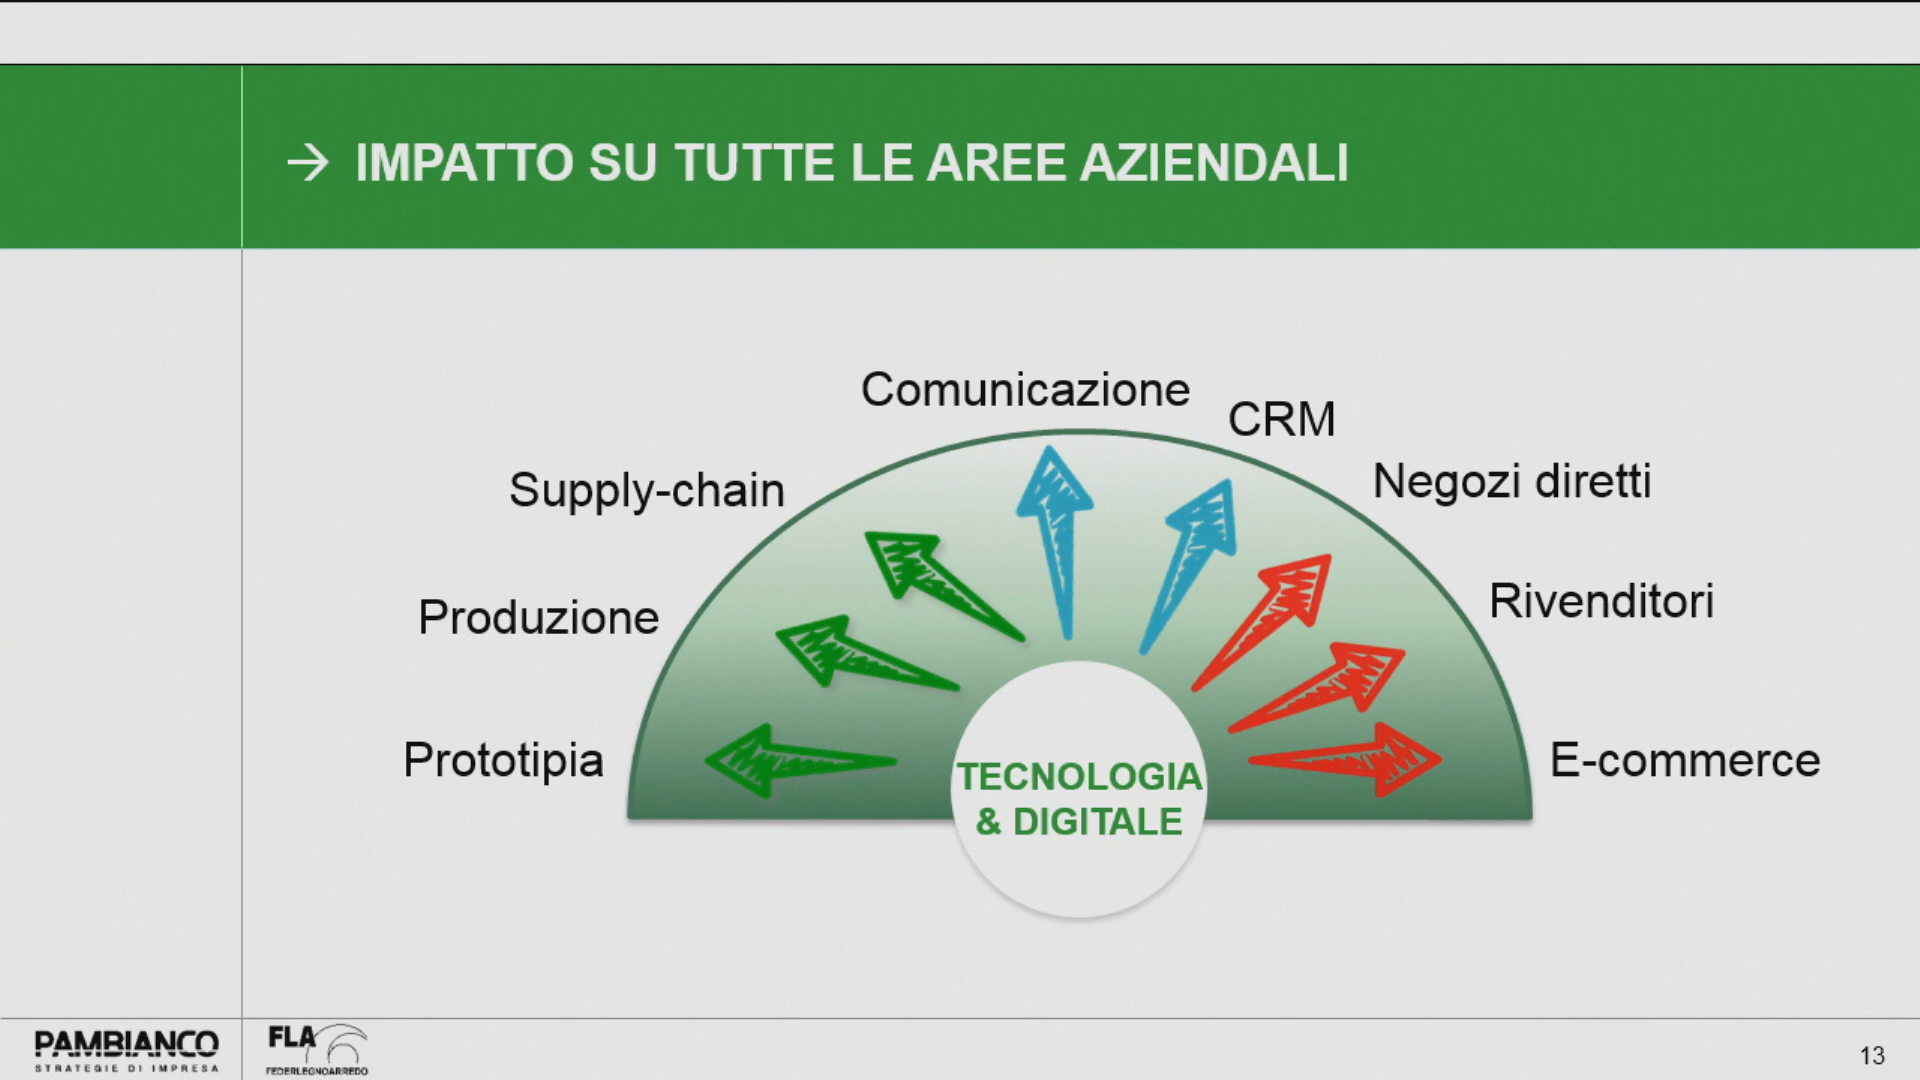 → IMPATTO SU TUTTE LE AREE AZIENDALI
Comunicazione
CRM
Supply-chain
Negozi diretti
Produzione
Rivenditori
Prototipia
E-commerce
TECNOLOGIA
& DIGITALE
PAMBIANCO
STRATEGIE DI IMPRESA
FLA
FEDERLEGNOARREDO
13